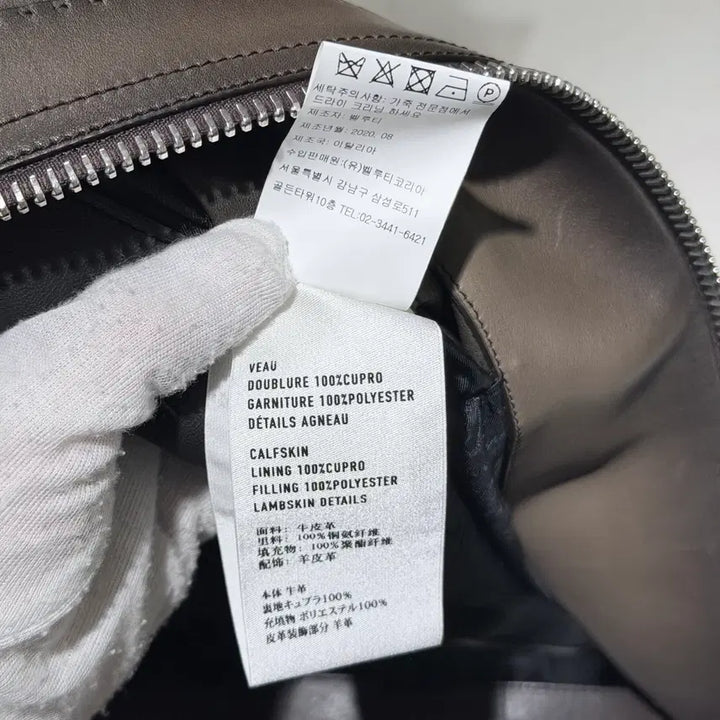 세탁주의사항: 가죽 전문점에서
드라이 크리닝 하세요
제조자: 벨루티
제조년월: 2020. 08
제조국: 이탈리아
수입판매원:(유)벨루티코리아
서울특별시 강남구 삼성로511
골든타워10층 TEL:02-3441-6421
VEAU
DOUBLURE 100%CUPRO
GARNITURE 100%POLYESTER
DÉTAILS AGNEAU
CALFSKIN
LINING 100%CUPRO
FILLING 100%POLYESTER
LAMBSKIN DETAILS
面料: 牛皮革
里料: 100%铜氨纤维
填充物: 100%聚酯纤维
配饰: 羊皮革
本体 牛革
裏地キュプラ100%
充填物 ポリエステル100%
皮革装飾部分 羊革